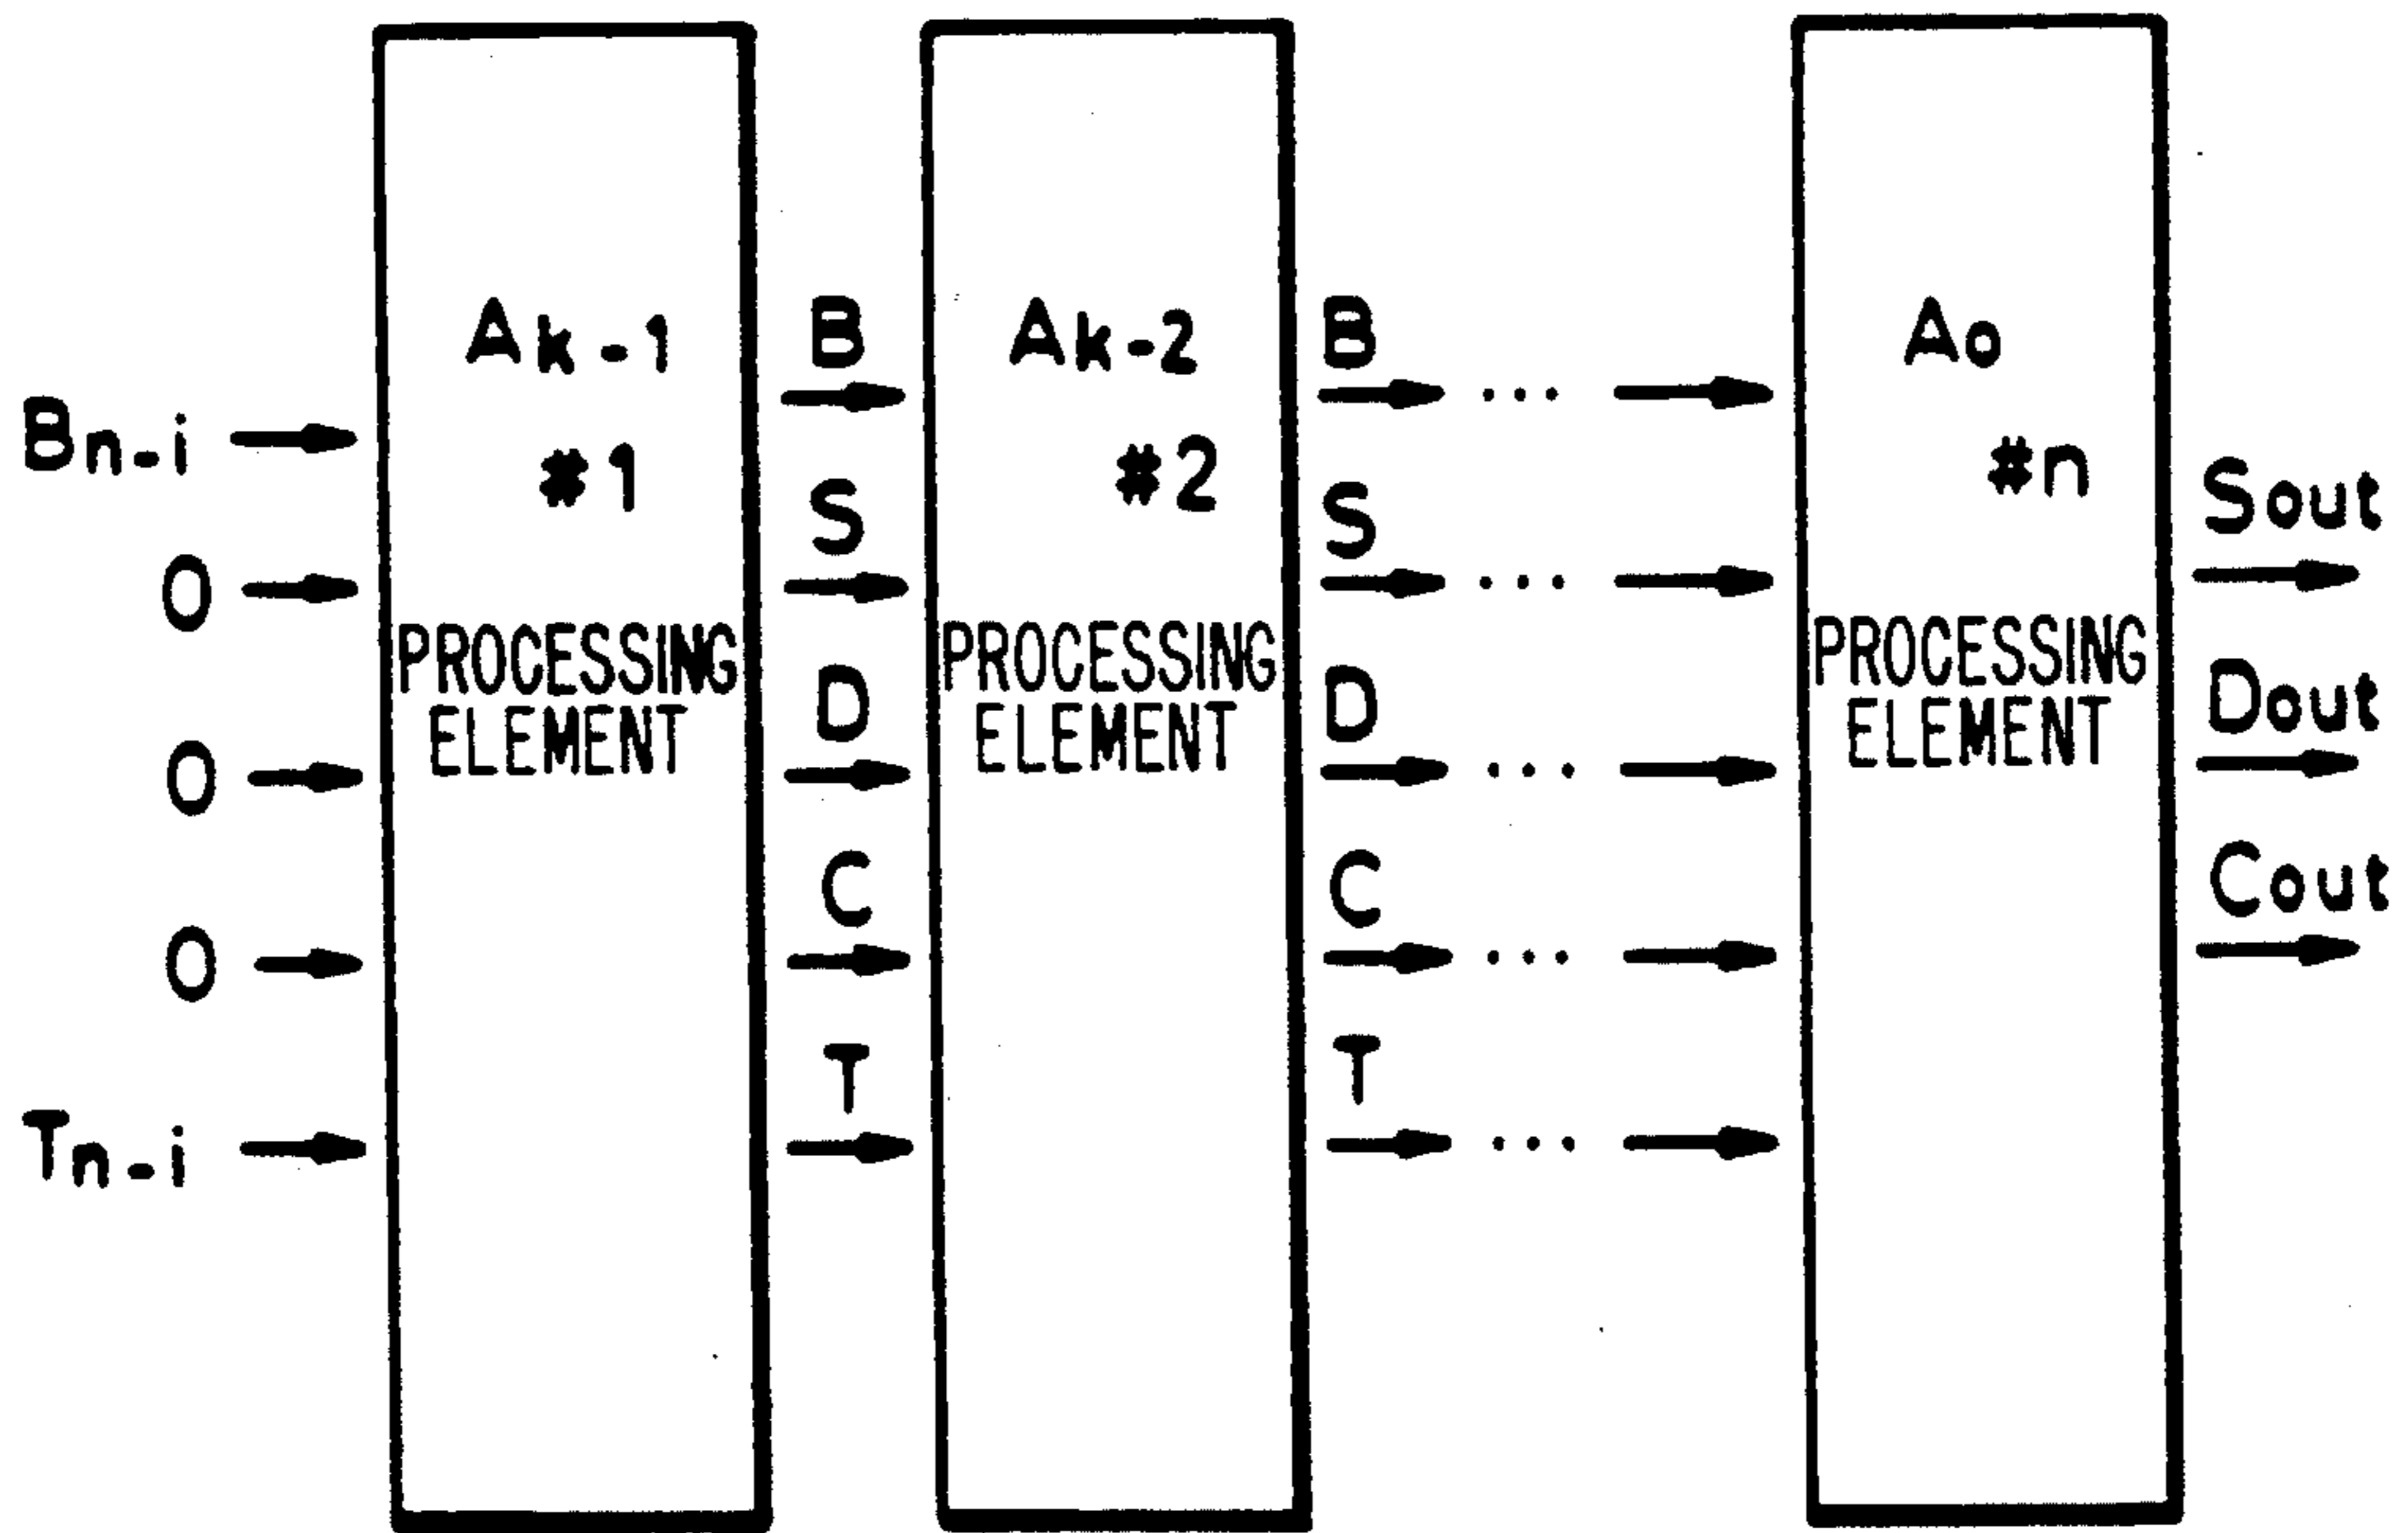 Ak-1
B
Ak-2
B
Ao
Bn-i
#1
#2
#n
S
S
Sout
0
PROCESSING
ELEMENT
PROCESSING
ELEMENT
PROCESSING
ELEMENT
D
D
Dout
0
C
C
Cout
0
T
T
Tn-i